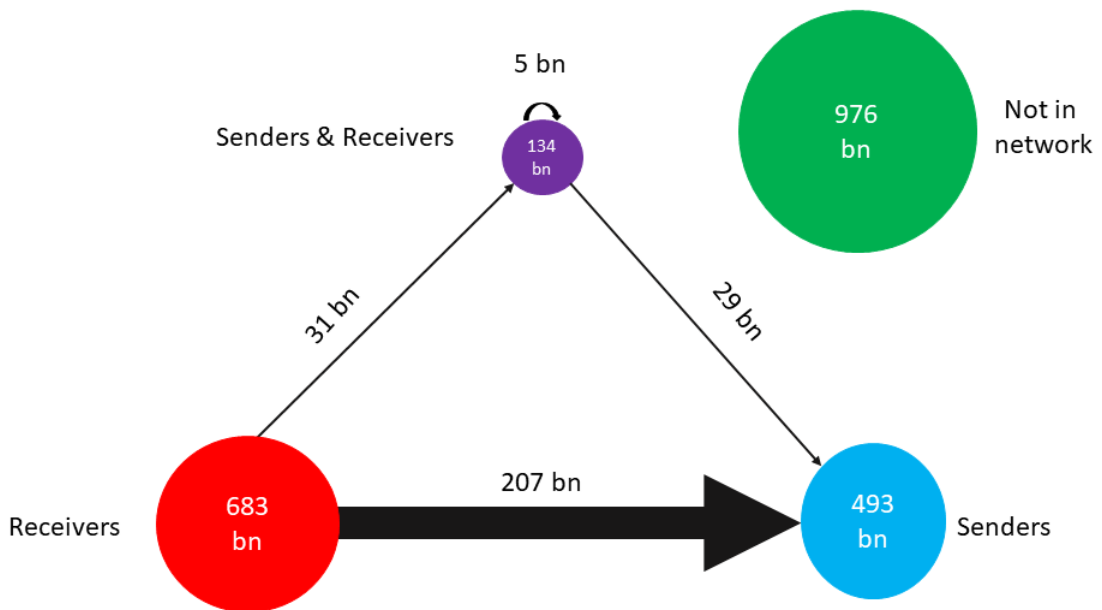 5 bn
Senders & Receivers
134
bn
976
bn
Not in
network
31 bn
29 bn
207 bn
Receivers
683
bn
493
bn
Senders